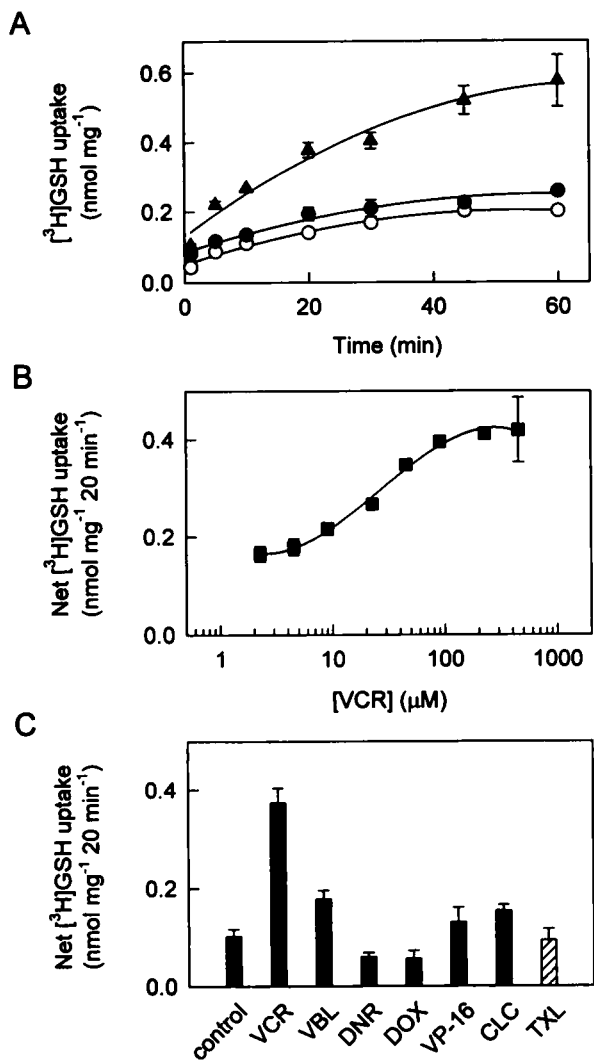 A
[³H]GSH uptake
(nmol mg⁻¹)
0.6
0.4
0.2
0.0
0 20 40 60
Time (min)
B
Net [³H]GSH uptake
(nmol mg⁻¹ 20 min⁻¹)
0.4
0.2
0.0
1 10 100 1000
[VCR] (μM)
C
Net [³H]GSH uptake
(nmol mg⁻¹ 20 min⁻¹)
0.4
0.2
0.0
control VCR VBL DNR DOX VP-16 CLC TXL